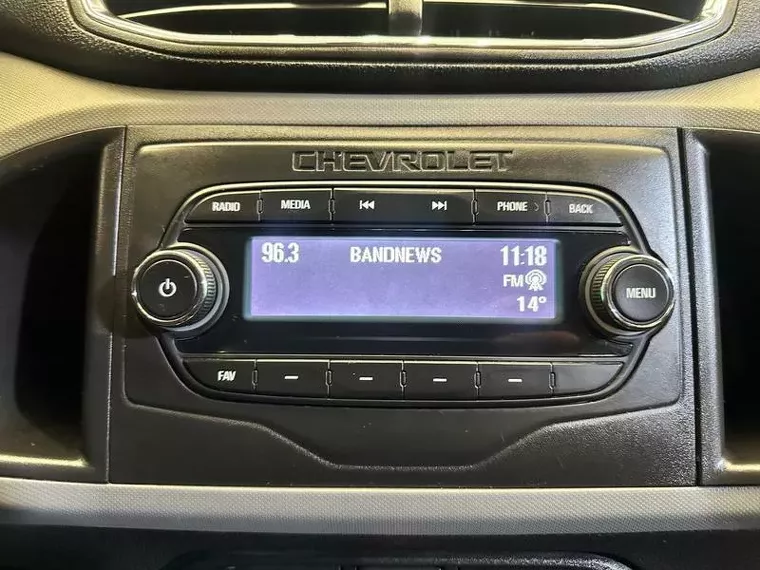 CHEVROLET
RADIO MEDIA PHONE BACK
96.3 BANDNEWS 11:18
FM
14°
MENU
FAV